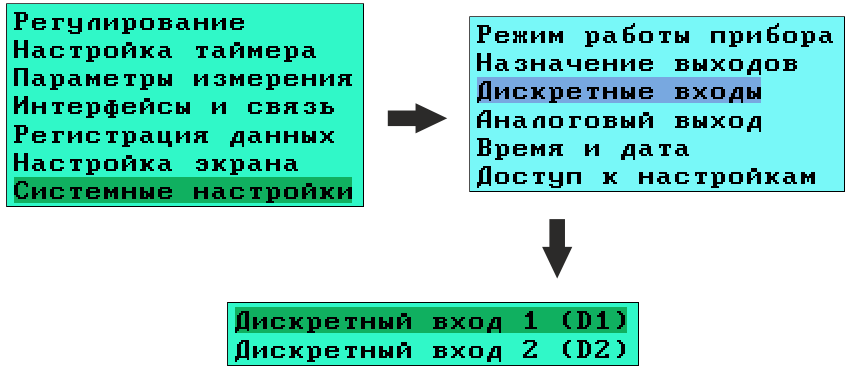 Регулирование
Настройка таймера
Параметры измерения
Интерфейсы и связь
Регистрация данных
Настройка экрана
Системные настройки
Режим работы прибора
Назначение выходов
Дискретные входы
Аналоговый выход
Время и дата
Доступ к настройкам
Дискретный вход 1 (D1)
Дискретный вход 2 (D2)